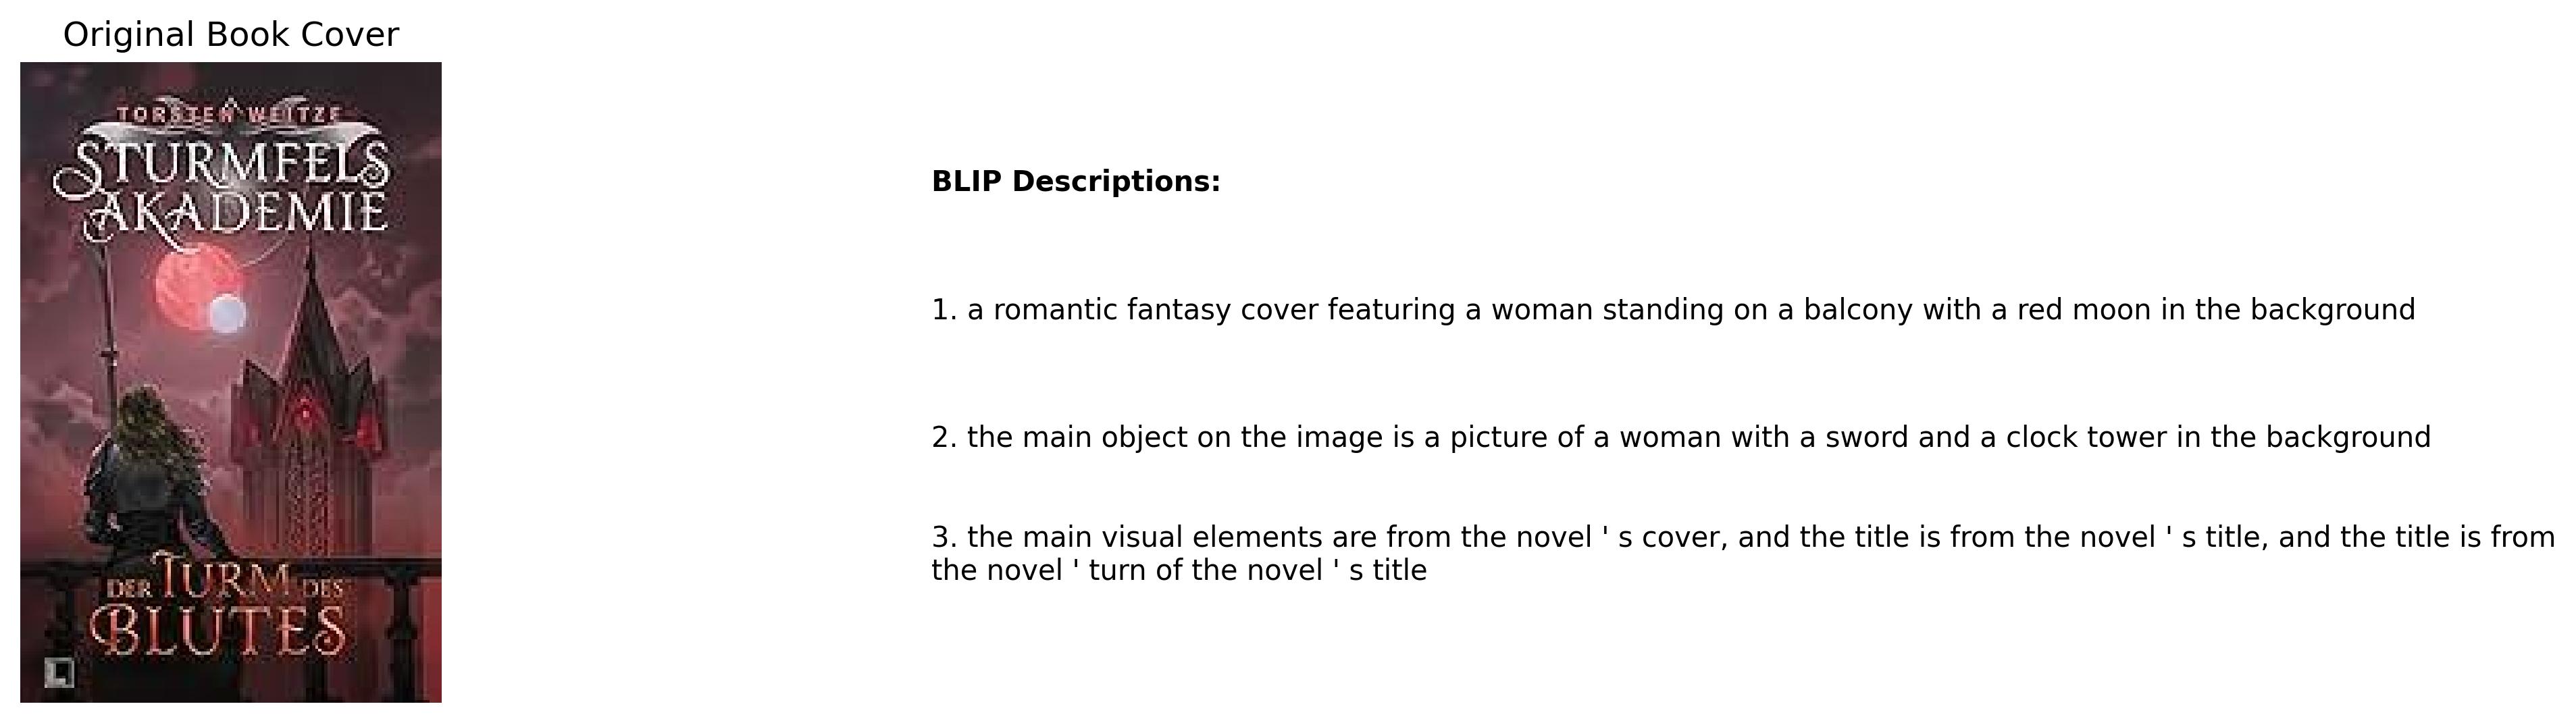 Original Book Cover
TORSTEN WEITZE
STURMFELS
AKADEMIE
DER TURM DES
BLUTES
BLIP Descriptions:
1. a romantic fantasy cover featuring a woman standing on a balcony with a red moon in the background
2. the main object on the image is a picture of a woman with a sword and a clock tower in the background
3. the main visual elements are from the novel ' s cover, and the title is from the novel ' s title, and the title is from
the novel ' turn of the novel ' s title